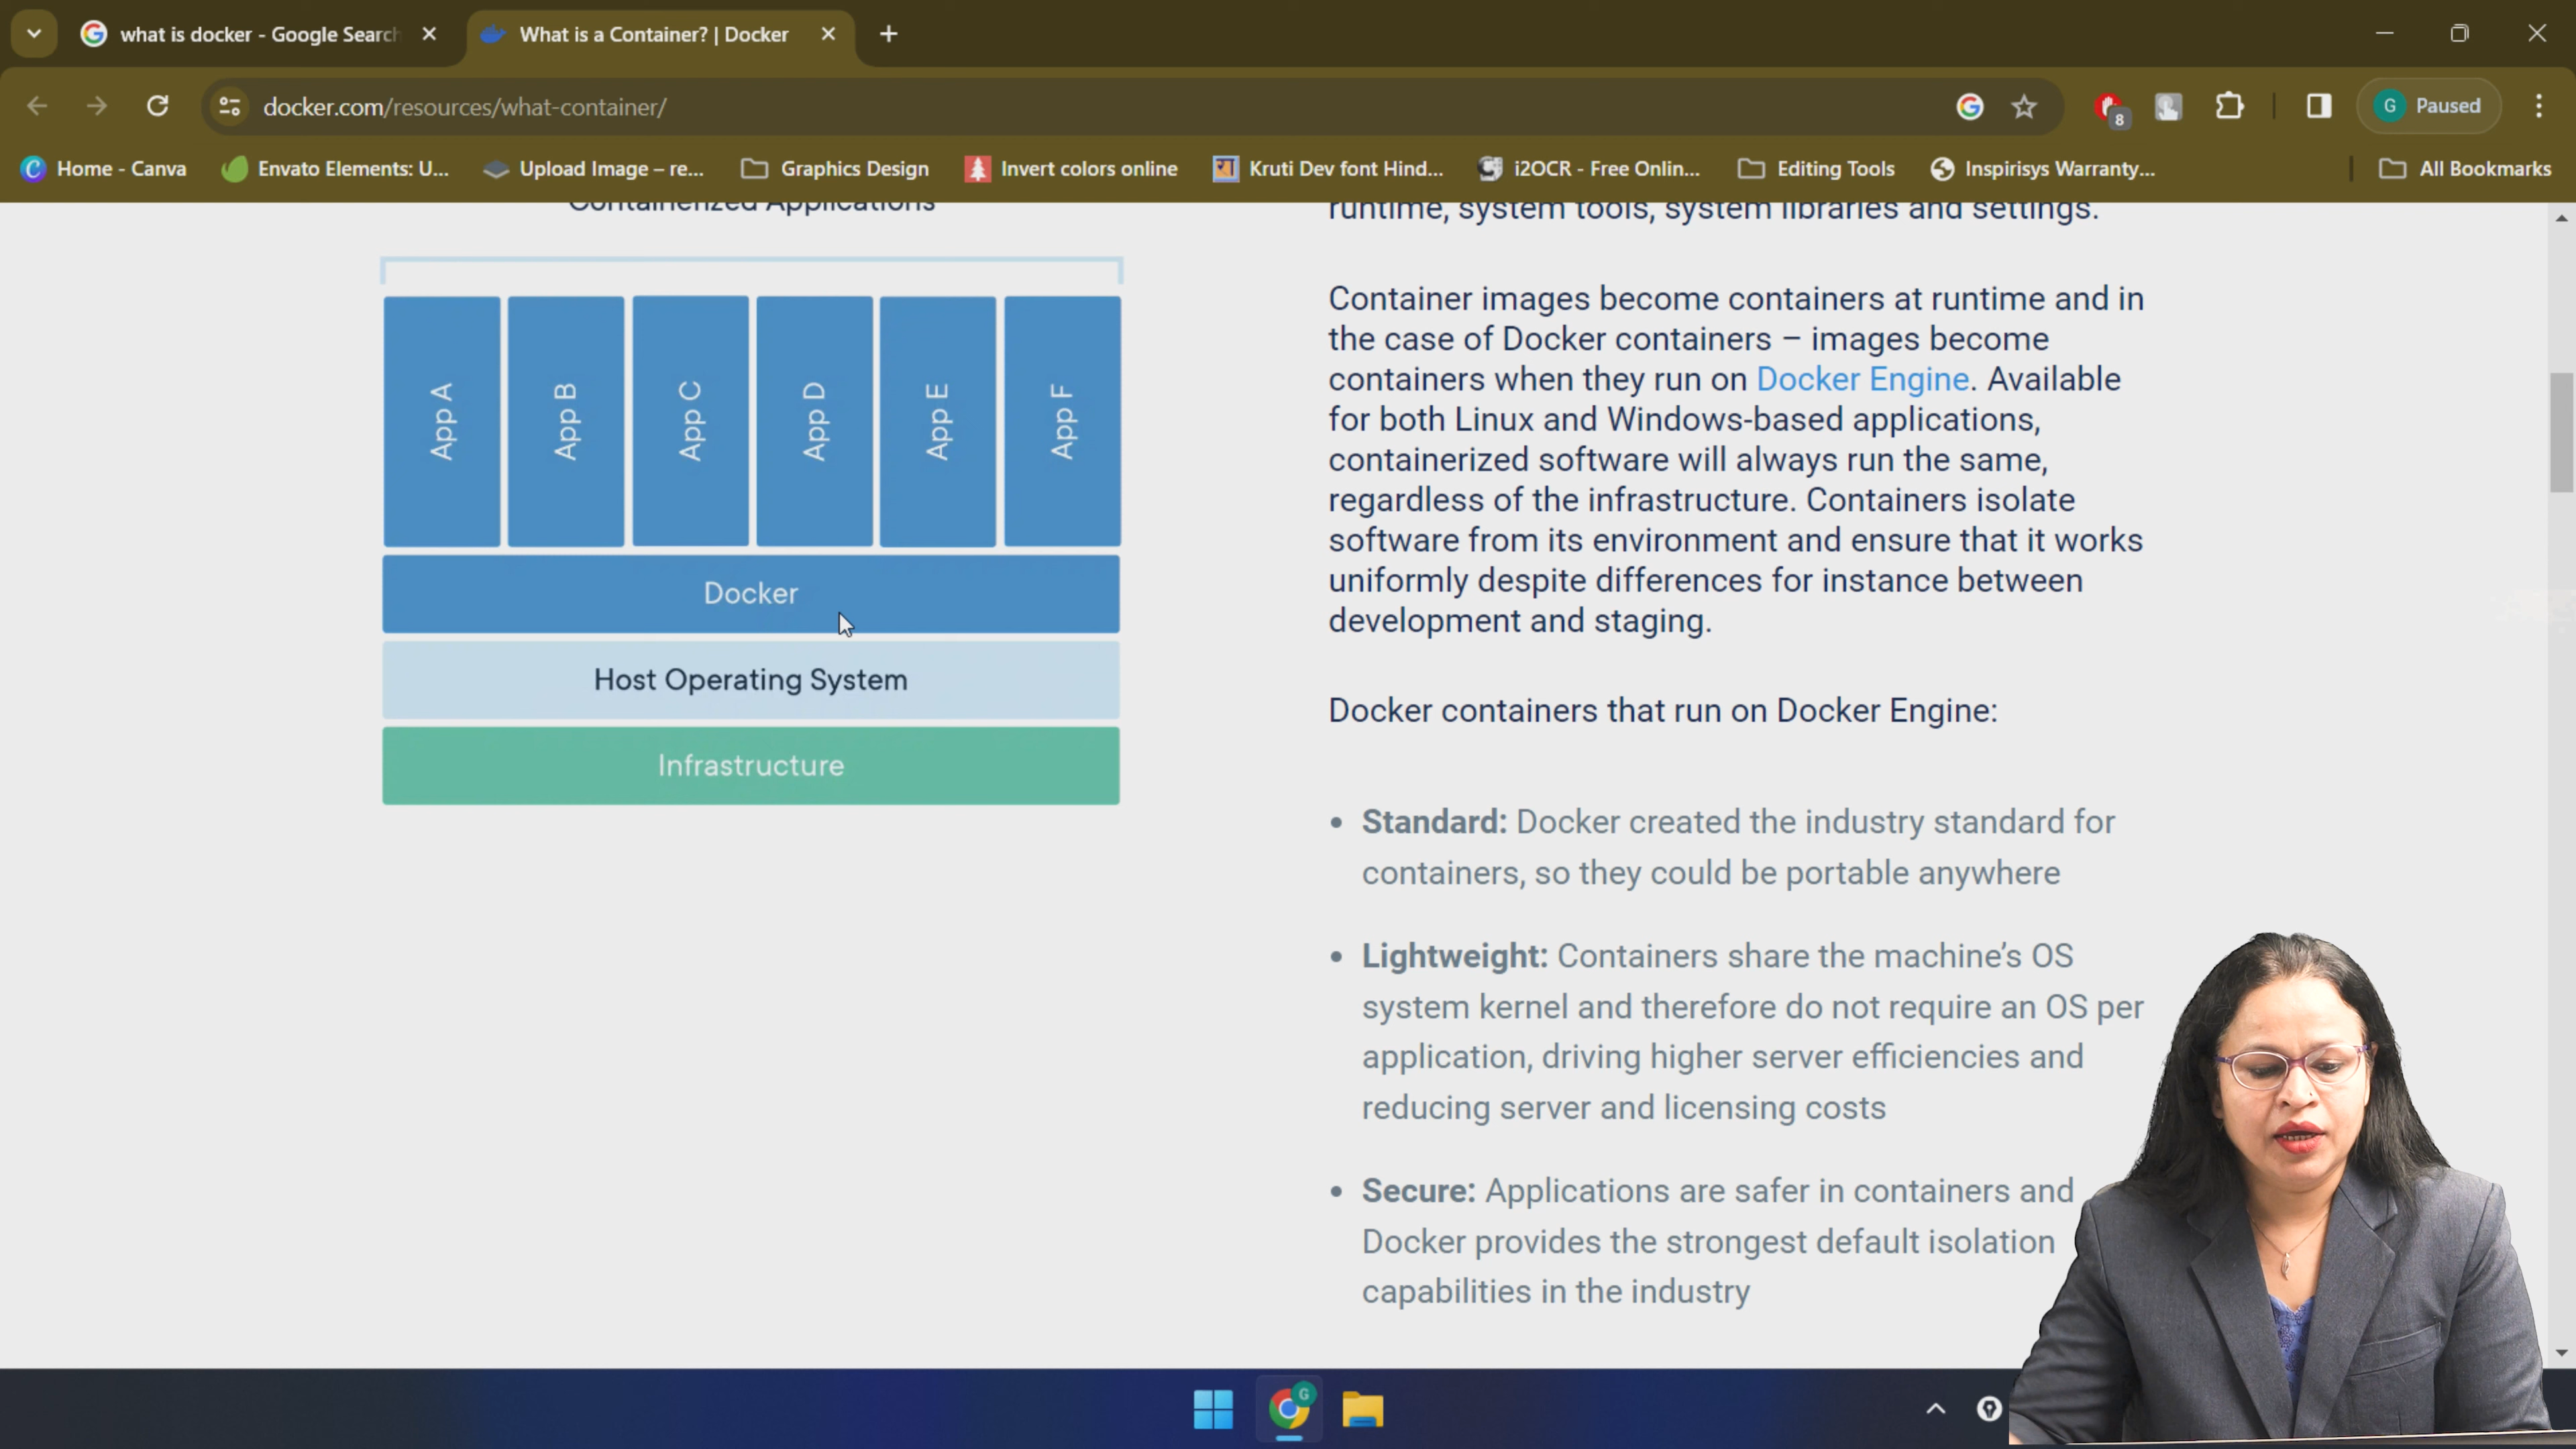 what is docker - Google Search
What is a Container? | Docker
docker.com/resources/what-container/
8
G
Paused
Home - Canva
Envato Elements: U...
Upload Image – re...
Graphics Design
Invert colors online
Kruti Dev font Hind...
i2OCR - Free Onlin...
Editing Tools
Inspirisys Warranty...
All Bookmarks
Containerized Applications
App A
App B
App C
App D
App E
App F
Docker
Host Operating System
Infrastructure
runtime, system tools, system libraries and settings.
Container images become containers at runtime and in
the case of Docker containers – images become
containers when they run on Docker Engine. Available
for both Linux and Windows-based applications,
containerized software will always run the same,
regardless of the infrastructure. Containers isolate
software from its environment and ensure that it works
uniformly despite differences for instance between
development and staging.
Docker containers that run on Docker Engine:
• Standard: Docker created the industry standard for
containers, so they could be portable anywhere
• Lightweight: Containers share the machine’s OS
system kernel and therefore do not require an OS per
application, driving higher server efficiencies and
reducing server and licensing costs
• Secure: Applications are safer in containers and
Docker provides the strongest default isolation
capabilities in the industry
G